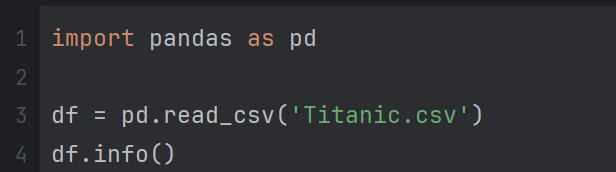 1 import pandas as pd
2
3 df = pd.read_csv('Titanic.csv')
4 df.info()